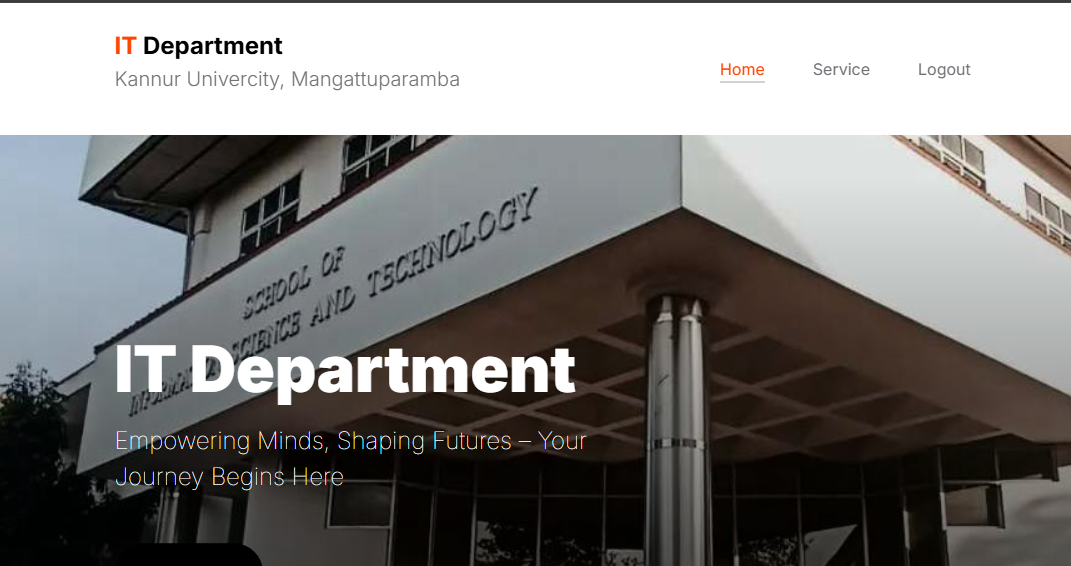 IT Department
Kannur Univercity, Mangattuparamba
Home Service Logout
SCHOOL OF
SCIENCE AND TECHNOLOGY
IT Department
Empowering Minds, Shaping Futures – Your
Journey Begins Here